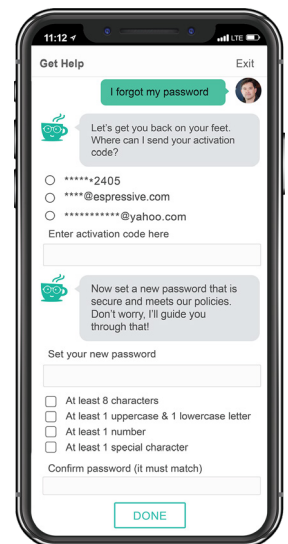 11:12 LTE
Get Help Exit
I forgot my password
Let's get you back on your feet.
Where can I send your activation
code?
******2405
****@espressive.com
***********@yahoo.com
Enter activation code here
Now set a new password that is
secure and meets our policies.
Don't worry, I'll guide you
through that!
Set your new password
At least 8 characters
At least 1 uppercase & 1 lowercase letter
At least 1 number
At least 1 special character
Confirm password (it must match)
DONE